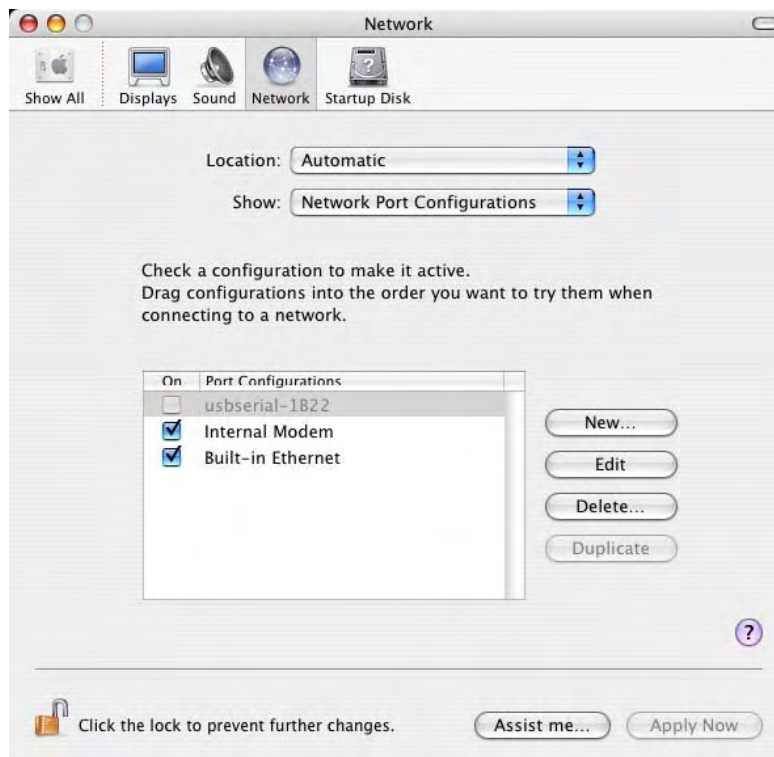 Network
Show All Displays Sound Network Startup Disk
Location: Automatic
Show: Network Port Configurations
Check a configuration to make it active.
Drag configurations into the order you want to try them when
connecting to a network.
On Port Configurations
usbserial-1B22
Internal Modem
Built-in Ethernet
New...
Edit
Delete...
Duplicate
?
Click the lock to prevent further changes. Assist me... Apply Now